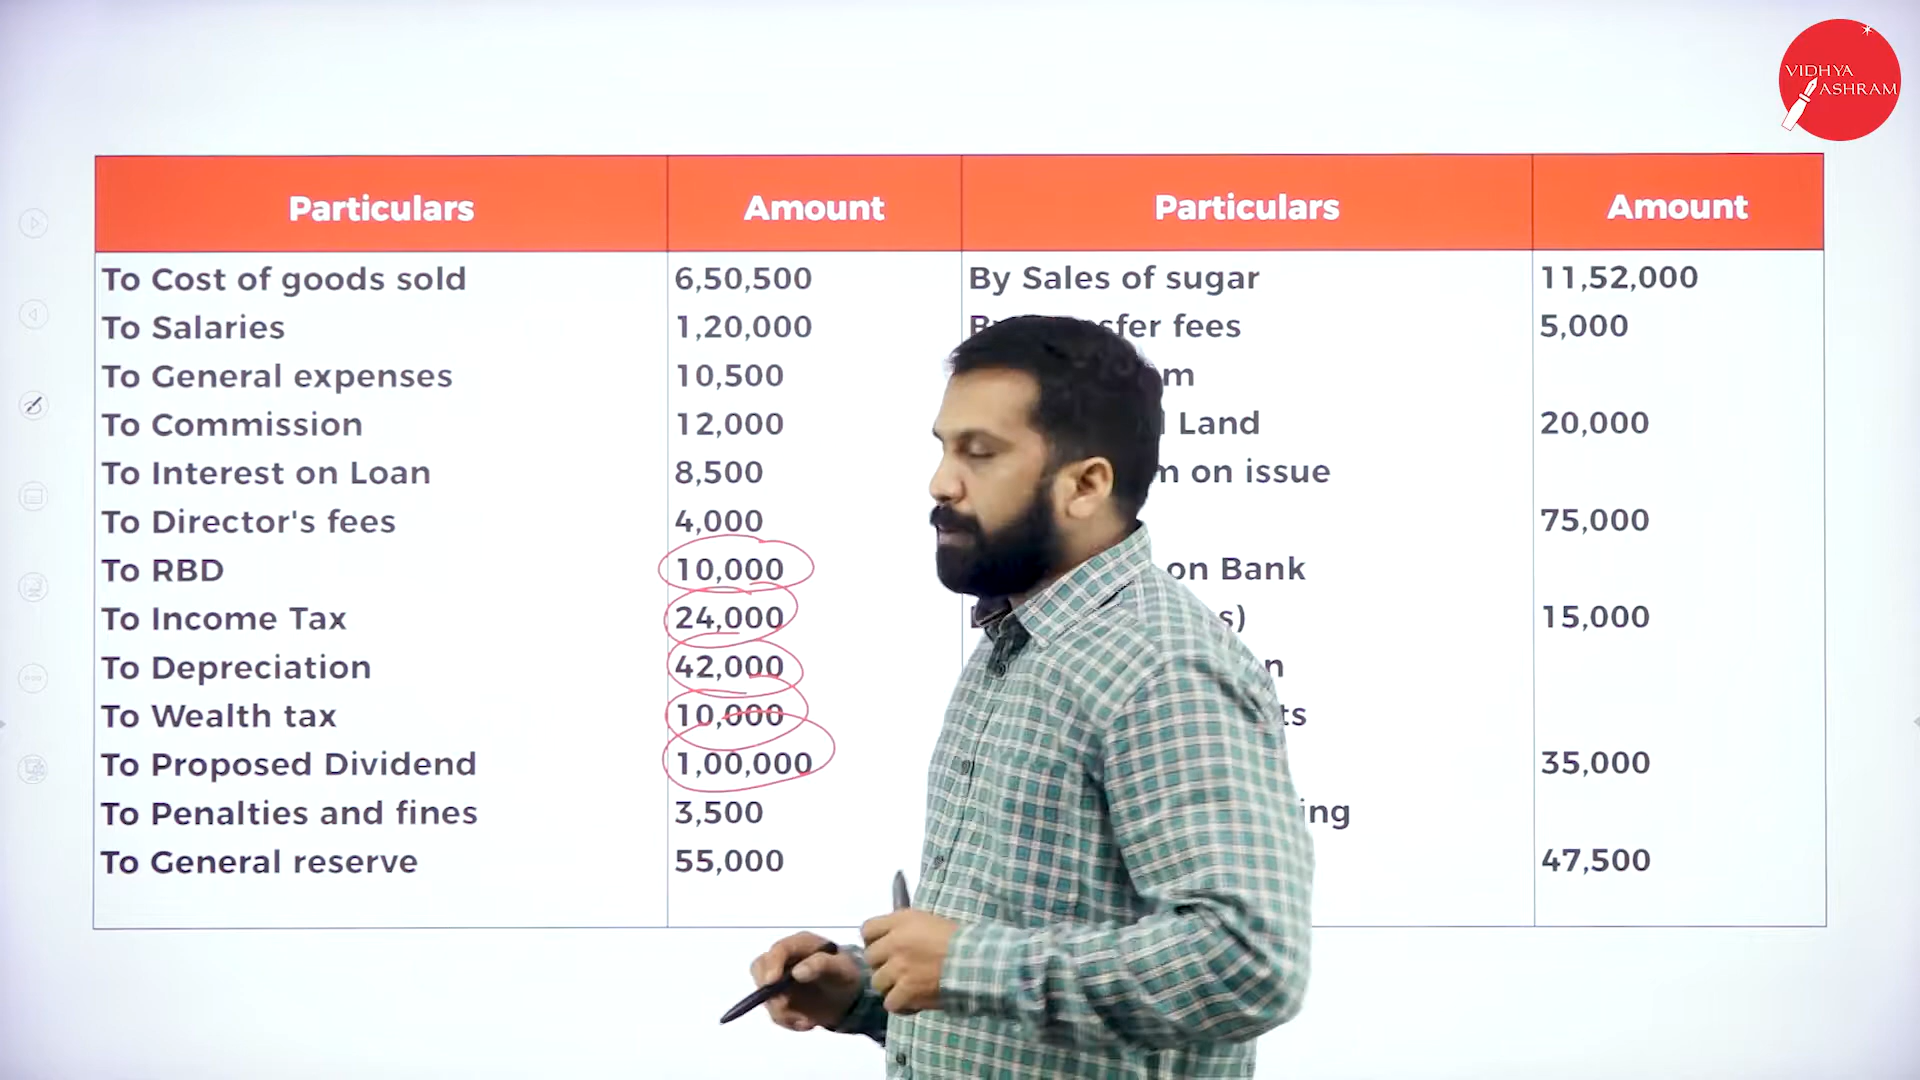 VIDHYA
ASHRAM
Particulars Amount Particulars Amount
To Cost of goods sold 6,50,500 By Sales of sugar 11,52,000
To Salaries 1,20,000 fees 5,000
To General expenses 10,500
To Commission 12,000 Land 20,000
To Interest on Loan 8,500 on issue
To Director's fees 4,000 75,000
To RBD 10,000 on Bank
To Income Tax 24,000 15,000
To Depreciation 42,000
To Wealth tax 10,000
To Proposed Dividend 1,00,000 35,000
To Penalties and fines 3,500
To General reserve 55,000 47,500